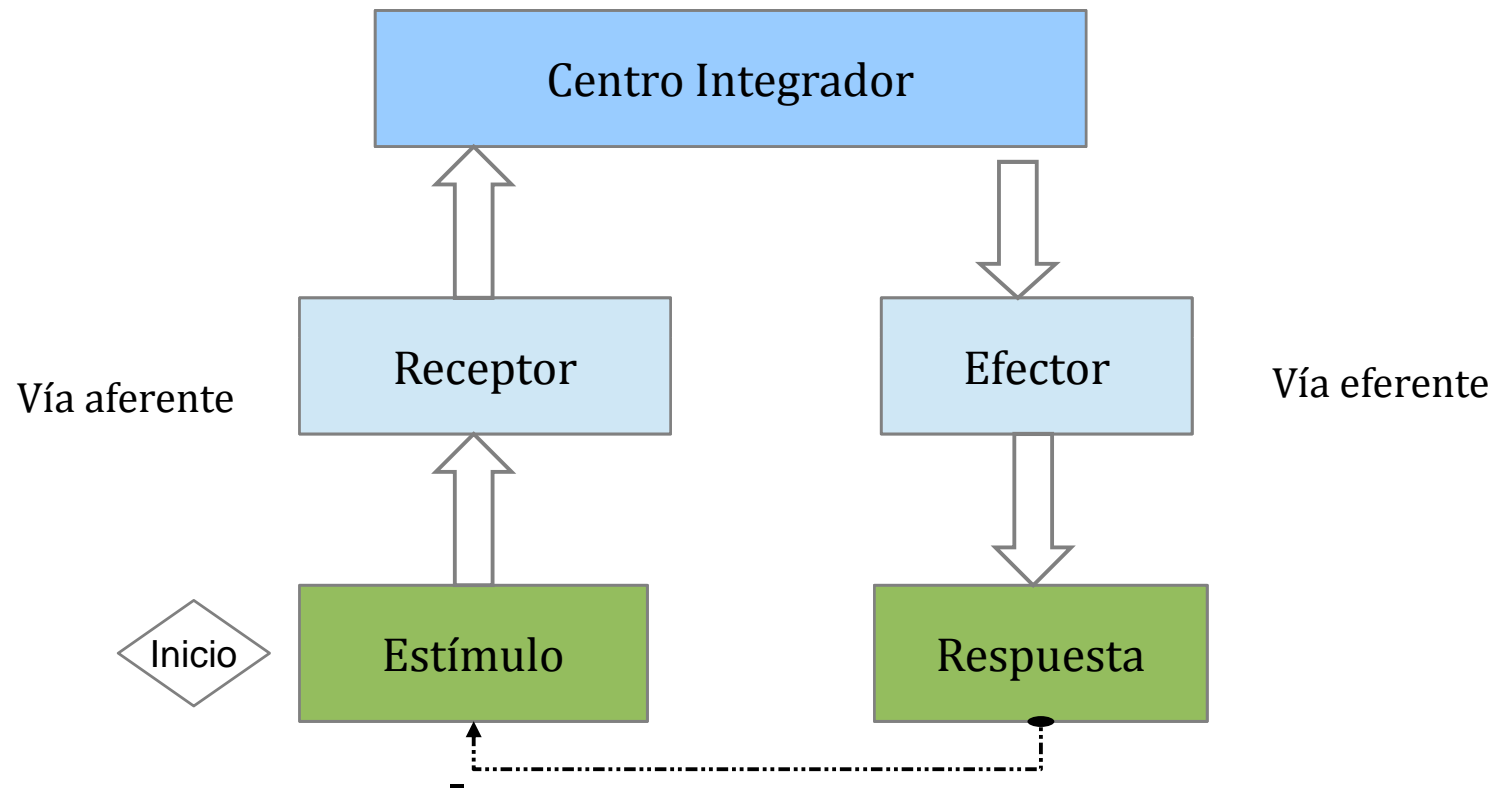 Centro Integrador
Receptor
Efector
Vía aferente
Vía eferente
Inicio
Estímulo
Respuesta
-